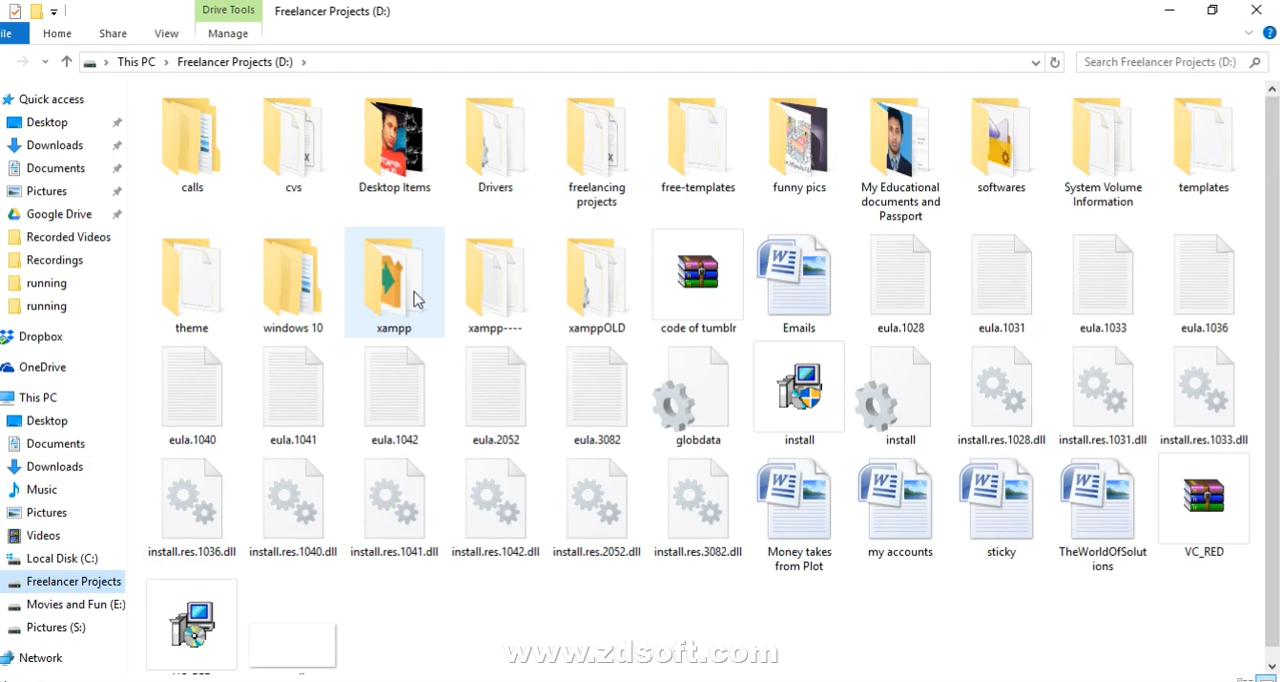 Drive Tools
Freelancer Projects (D:)
ile
Home
Share
View
Manage
This PC
Freelancer Projects (D:)
Search Freelancer Projects (D:)
Quick access
Desktop
Downloads
Documents
Pictures
Google Drive
Recorded Videos
Recordings
running
running
Dropbox
OneDrive
This PC
Desktop
Documents
Downloads
Music
Pictures
Videos
Local Disk (C:)
Freelancer Projects
Movies and Fun (E:)
Pictures (S:)
Network
calls
cvs
Desktop Items
Drivers
freelancing
projects
free-templates
funny pics
My Educational
documents and
Passport
softwares
System Volume
Information
templates
theme
windows 10
xampp
xampp----
xamppOLD
code of tumblr
Emails
eula.1028
eula.1031
eula.1033
eula.1036
eula.1040
eula.1041
eula.1042
eula.2052
eula.3082
globdata
install
install
install.res.1028.dll
install.res.1031.dll
install.res.1033.dll
install.res.1036.dll
install.res.1040.dll
install.res.1041.dll
install.res.1042.dll
install.res.2052.dll
install.res.3082.dll
Money takes
from Plot
my accounts
sticky
TheWorldOfSolut
ions
VC_RED
www.zdsoft.com